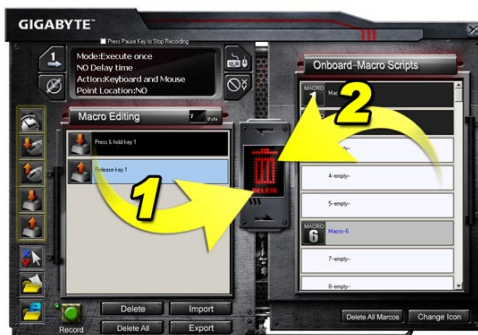 GIGABYTE™
Press Pause Key to Stop Recording
Mode:Execute once
NO Delay time
Action:Keyboard and Mouse
Point Location:NO
Macro Editing
7 Byte
Press & hold key 1
Release key 1
Delete
Import
Record
Delete All
Export
DELETE
1
2
Onboard-Macro Scripts
MACRO
4-empty-
5-empty-
MACRO
6
Macro-6
7-empty-
8-empty-
Delete All Marcos
Change Icon